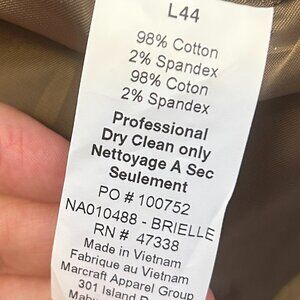 L44
98% Cotton
2% Spandex
98% Coton
2% Spandex
Professional
Dry Clean only
Nettoyage A Sec
Seulement
PO # 100752
NA010488 - BRIELLE
RN # 47338
Made in Vietnam
Fabrique au Vietnam
Marcraft Apparel Group
301 Island